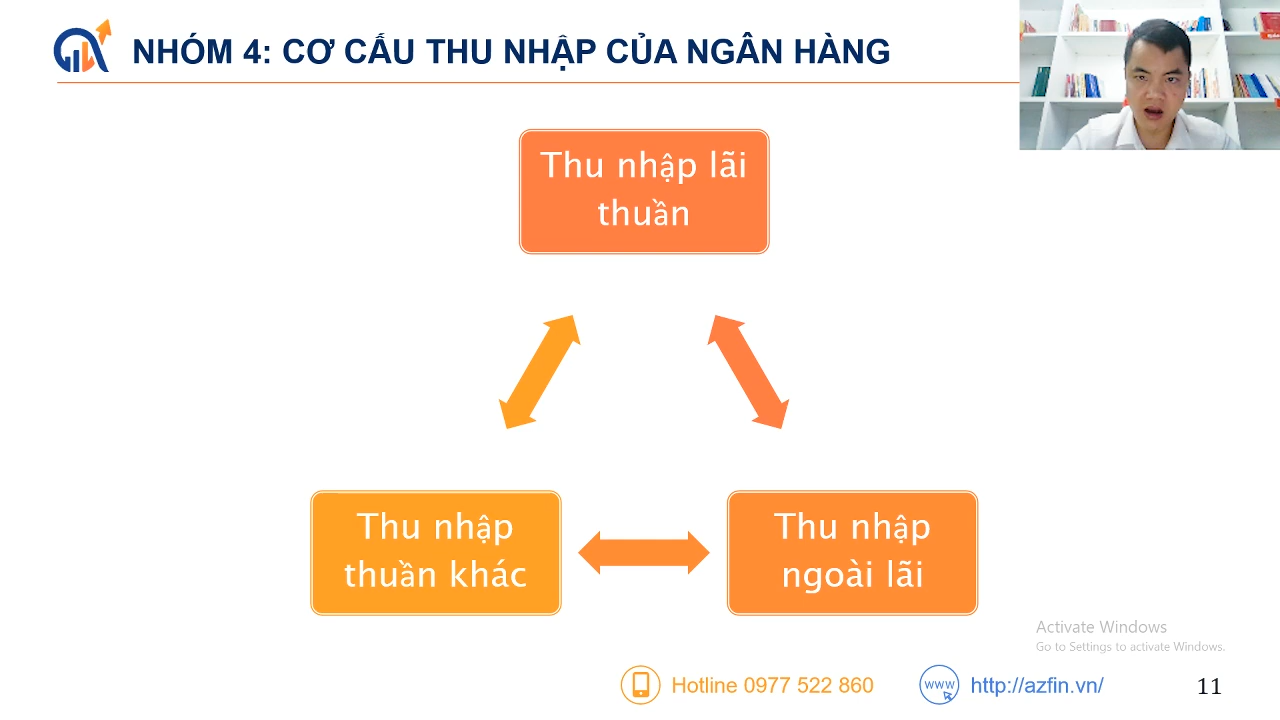 NHÓM 4: CƠ CẤU THU NHẬP CỦA NGÂN HÀNG
Thu nhập lãi
thuần
Thu nhập
thuần khác
Thu nhập
ngoài lãi
Activate Windows
Go to Settings to activate Windows.
Hotline 0977 522 860
www
http://azfin.vn/
11